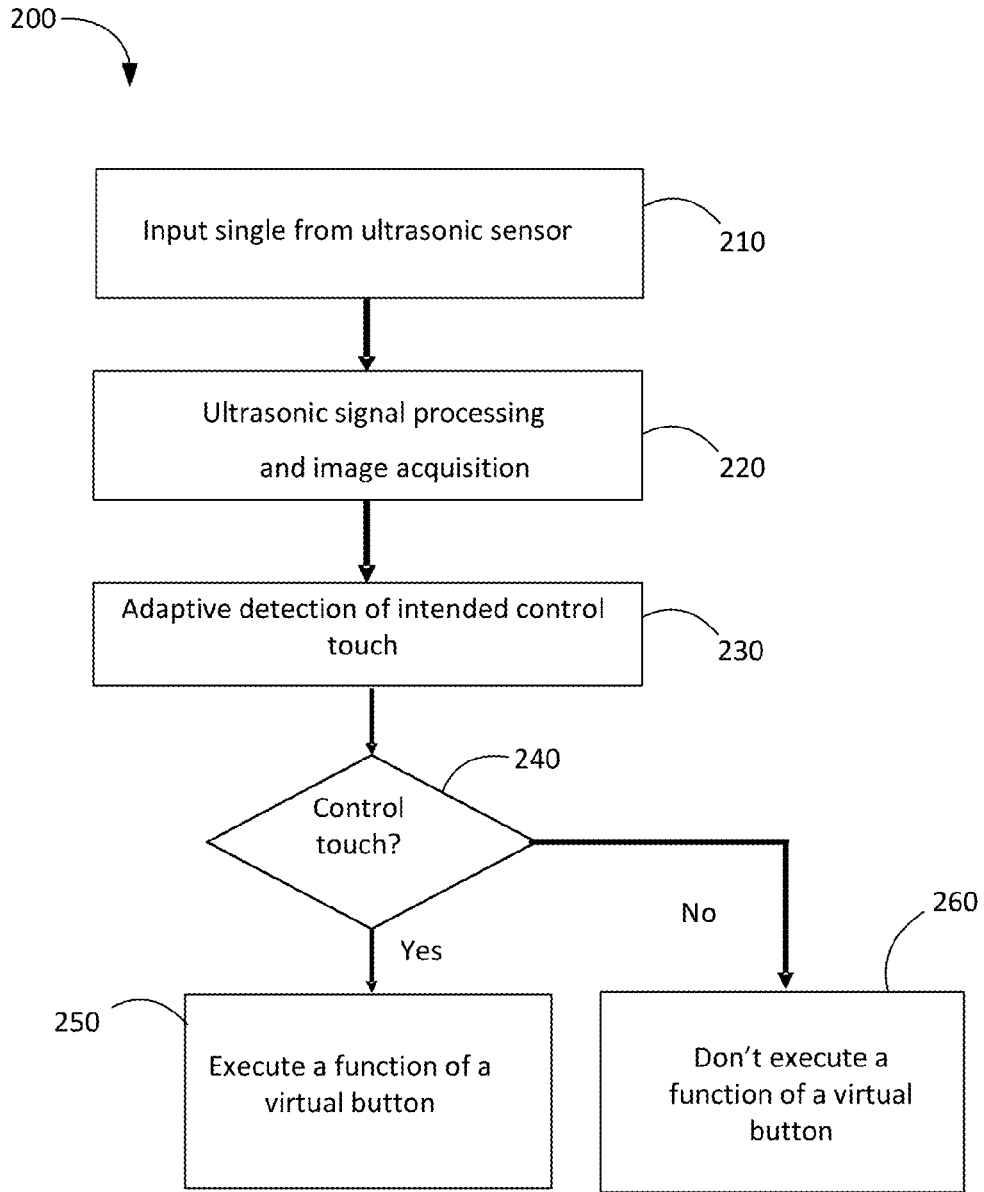 200
Input single from ultrasonic sensor
210
Ultrasonic signal processing
and image acquisition
220
Adaptive detection of intended control
touch
230
240
Control
touch?
No
260
Yes
250
Execute a function of a
virtual button
Don't execute a
function of a virtual
button